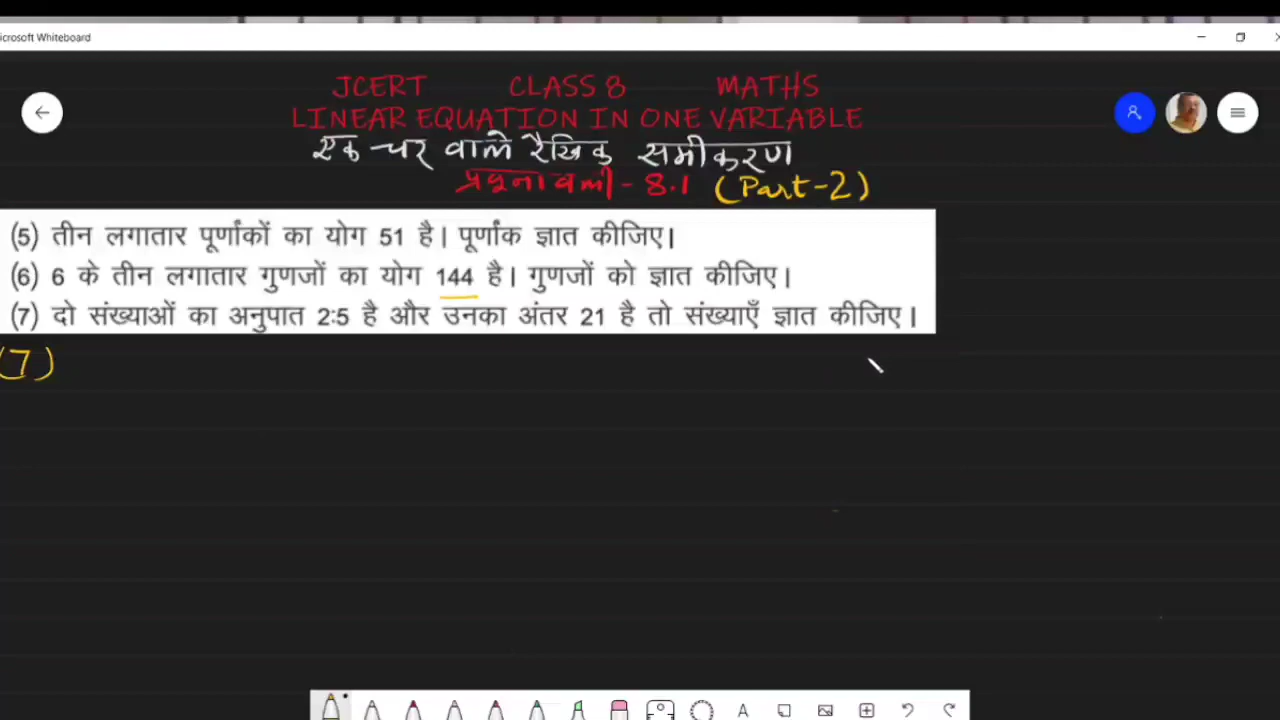 icrosoft Whiteboard
JCERT CLASS 8 MATHS
LINEAR EQUATION IN ONE VARIABLE
एक चर वाले रैखिक समीकरण
प्रश्नावली - 8.1 (Part-2)
(5) तीन लगातार पूर्णांकों का योग 51 है। पूर्णांक ज्ञात कीजिए।
(6) 6 के तीन लगातार गुणजों का योग 144 है। गुणजों को ज्ञात कीजिए।
(7) दो संख्याओं का अनुपात 2:5 है और उनका अंतर 21 है तो संख्याएँ ज्ञात कीजिए।
(7)